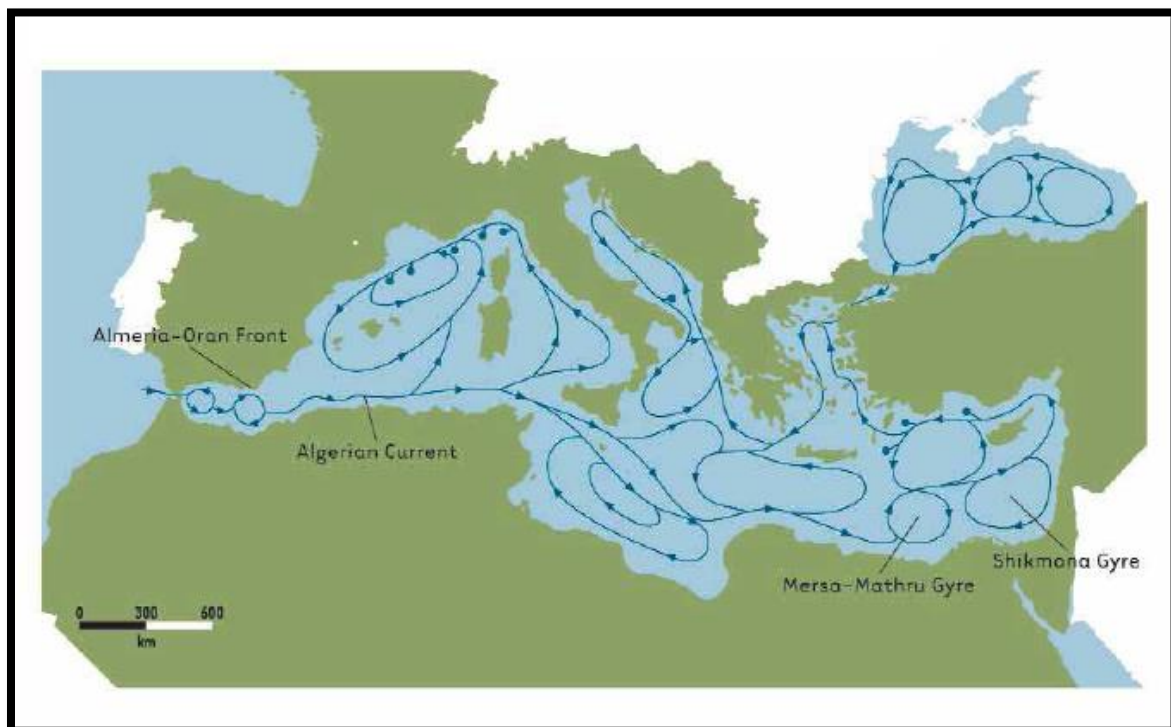 Almeria-Oran Front
Algerian Current
Shikmona Gyre
Mersa-Mathru Gyre
0 300 600
km